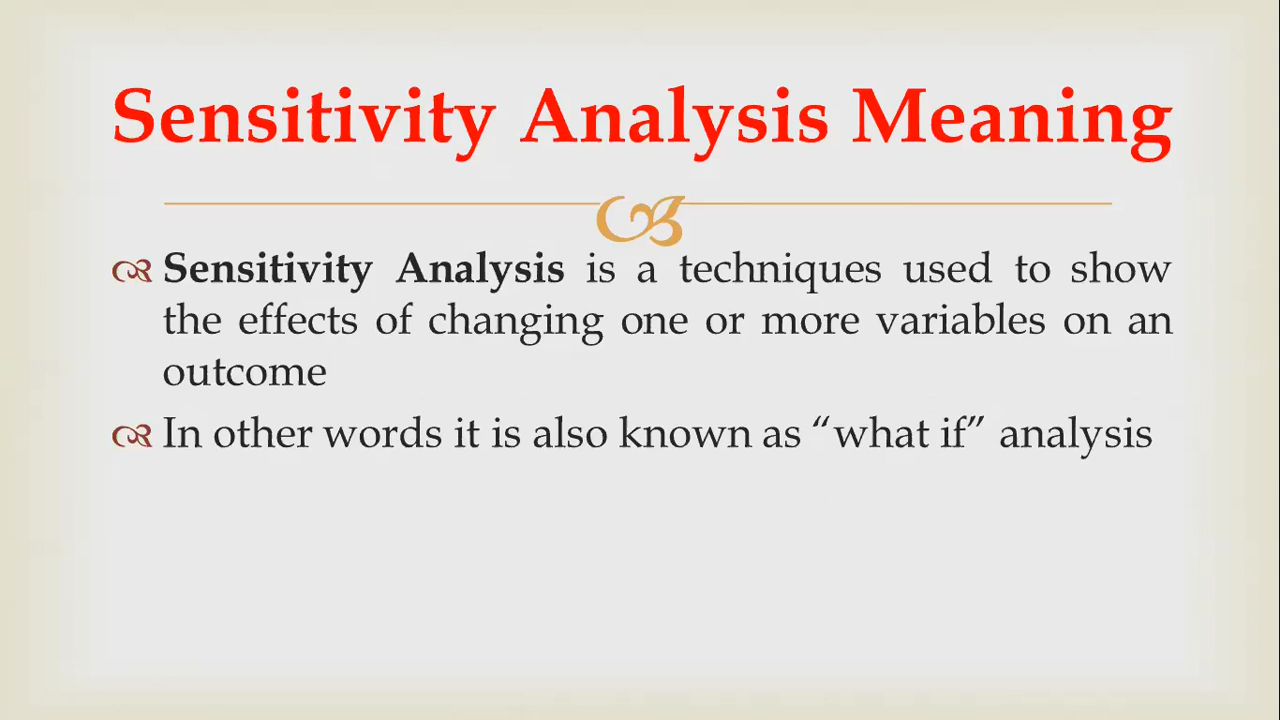 Sensitivity Analysis Meaning
Sensitivity Analysis is a techniques used to show
the effects of changing one or more variables on an
outcome
In other words it is also known as “what if” analysis